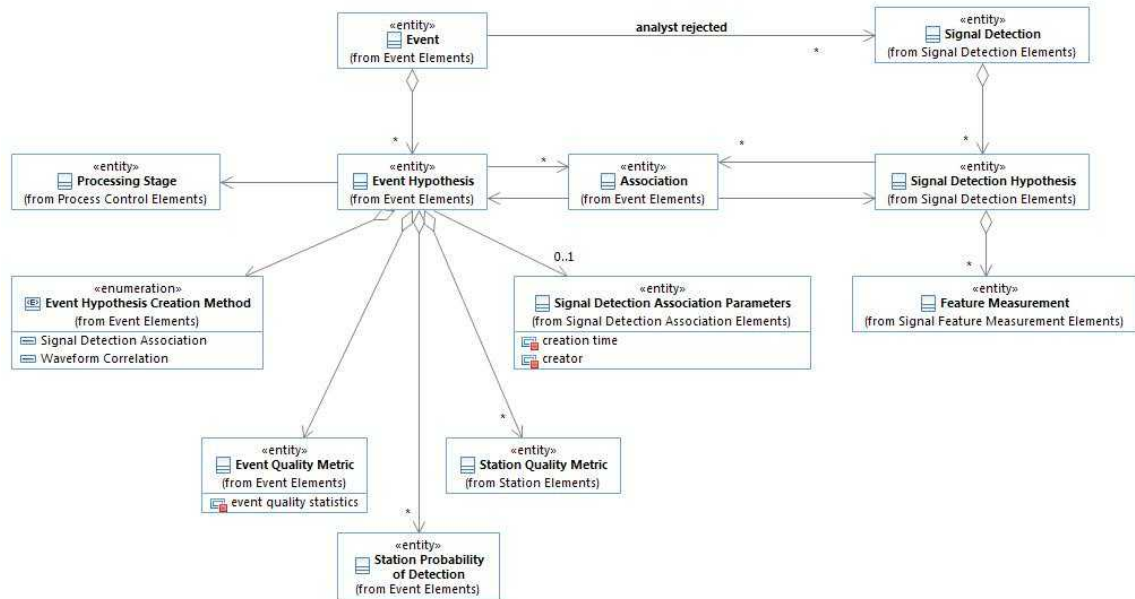 «entity»
Event
(from Event Elements)
analyst rejected
*
«entity»
Signal Detection
(from Signal Detection Elements)
*
*
«entity»
Processing Stage
(from Process Control Elements)
«entity»
Event Hypothesis
(from Event Elements)
*
«entity»
Association
(from Event Elements)
*
«entity»
Signal Detection Hypothesis
(from Signal Detection Elements)
«enumeration»
Event Hypothesis Creation Method
(from Event Elements)
Signal Detection Association
Waveform Correlation
0..1
«entity»
Signal Detection Association Parameters
(from Signal Detection Association Elements)
creation time
creator
*
«entity»
Feature Measurement
(from Signal Feature Measurement Elements)
«entity»
Event Quality Metric
(from Event Elements)
event quality statistics
*
«entity»
Station Quality Metric
(from Station Elements)
*
«entity»
Station Probability
of Detection
(from Event Elements)